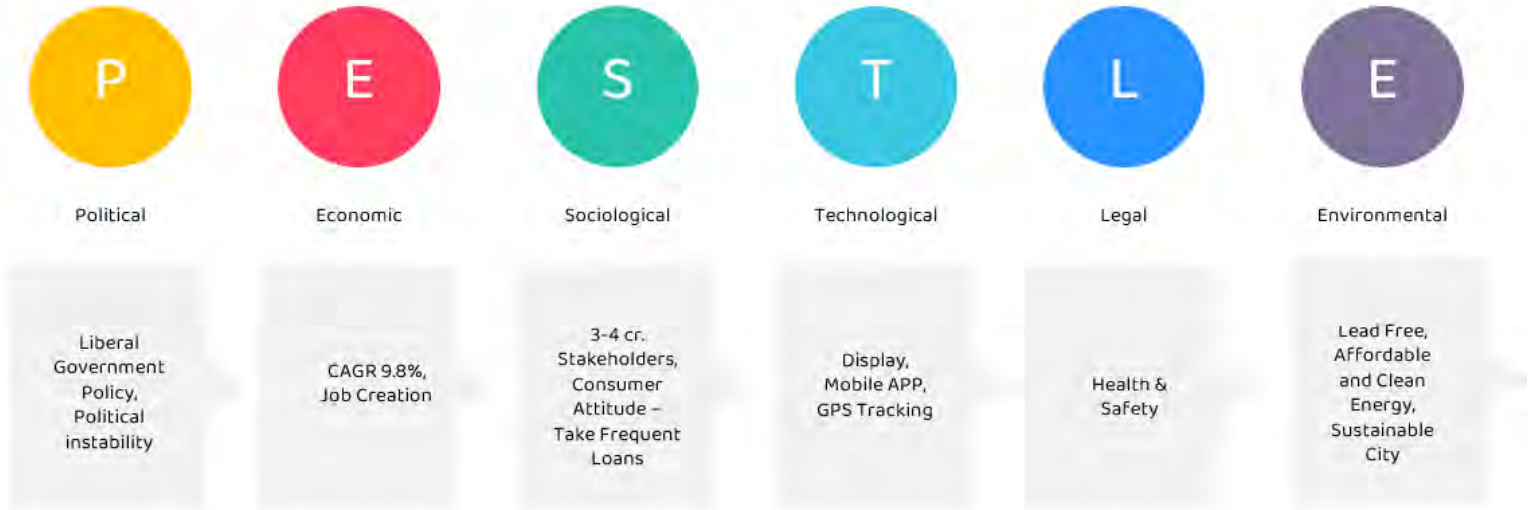 P
E
S
T
L
E
Political
Economic
Sociological
Technological
Legal
Environmental
Liberal
Government
Policy,
Political
instability
CAGR 9.8%,
Job Creation
3-4 cr.
Stakeholders,
Consumer
Attitude –
Take Frequent
Loans
Display,
Mobile APP,
GPS Tracking
Health &
Safety
Lead Free,
Affordable
and Clean
Energy,
Sustainable
City